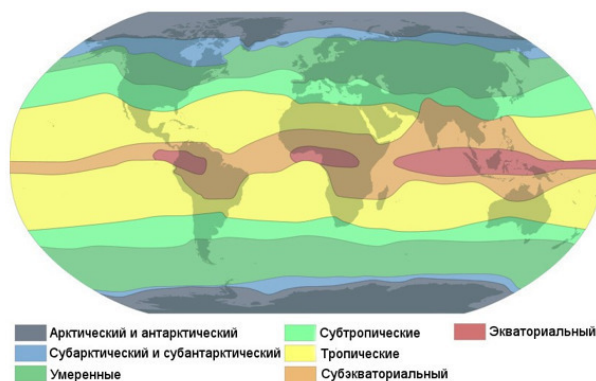 Арктический и антарктический
Субарктический и субантарктический
Умеренные
Субтропические
Тропические
Субэкваториальный
Экваториальный